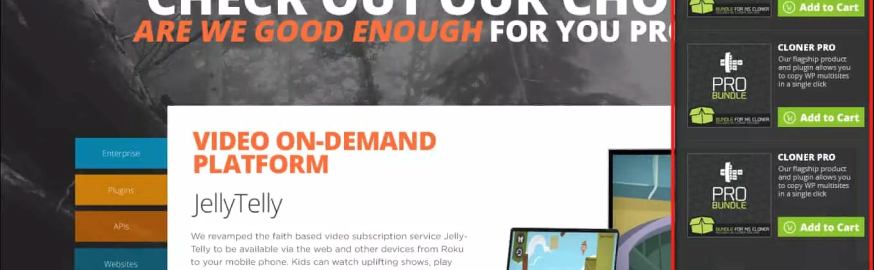 CHECK OUT OUR CHO
ARE WE GOOD ENOUGH FOR YOU PRO
Enterprise
Plugins
APIs
Websites
VIDEO ON-DEMAND
PLATFORM
JellyTelly
We revamped the faith based video subscription service Jelly-
Telly to be available via the web and other devices from Roku
to your mobile phone. Kids can watch uplifting shows, play
BUNDLE FOR NS CLONER
Add to Cart
PRO
BUNDLE
BUNDLE FOR NS CLONER
CLONER PRO
Our flagship product
and plugin allows you
to copy WP multisites
in a single click
Add to Cart
PRO
BUNDLE
BUNDLE FOR NS CLONER
CLONER PRO
Our flagship product
and plugin allows you
to copy WP multisites
in a single click
Add to Cart